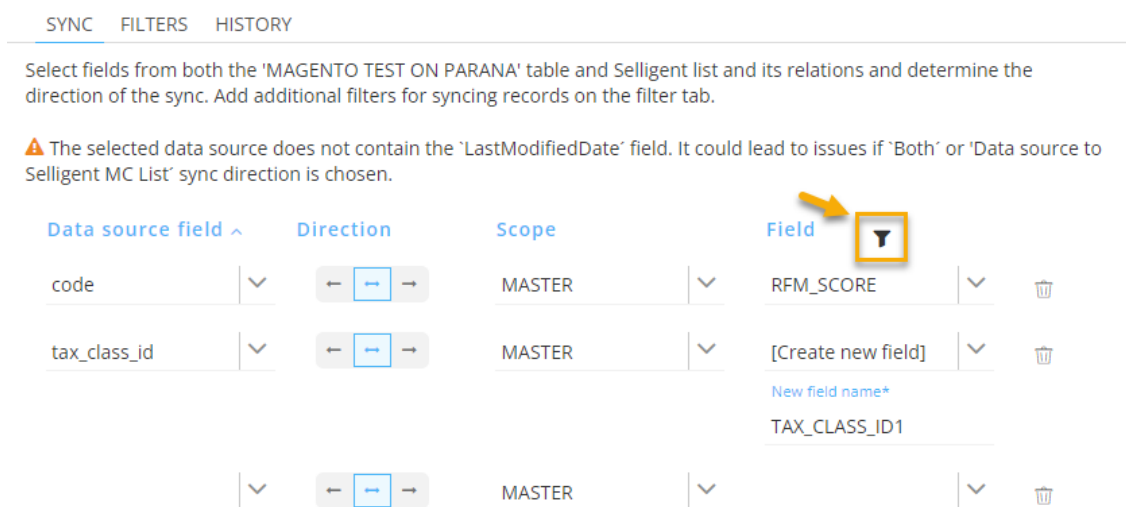 SYNC FILTERS HISTORY
Select fields from both the 'MAGENTO TEST ON PARANA' table and Selligent list and its relations and determine the
direction of the sync. Add additional filters for syncing records on the filter tab.
The selected data source does not contain the `LastModifiedDate´ field. It could lead to issues if `Both´ or 'Data source to
Selligent MC List´ sync direction is chosen.
Data source field Direction Scope Field
code MASTER RFM_SCORE
tax_class_id MASTER [Create new field]
New field name*
TAX_CLASS_ID1
MASTER